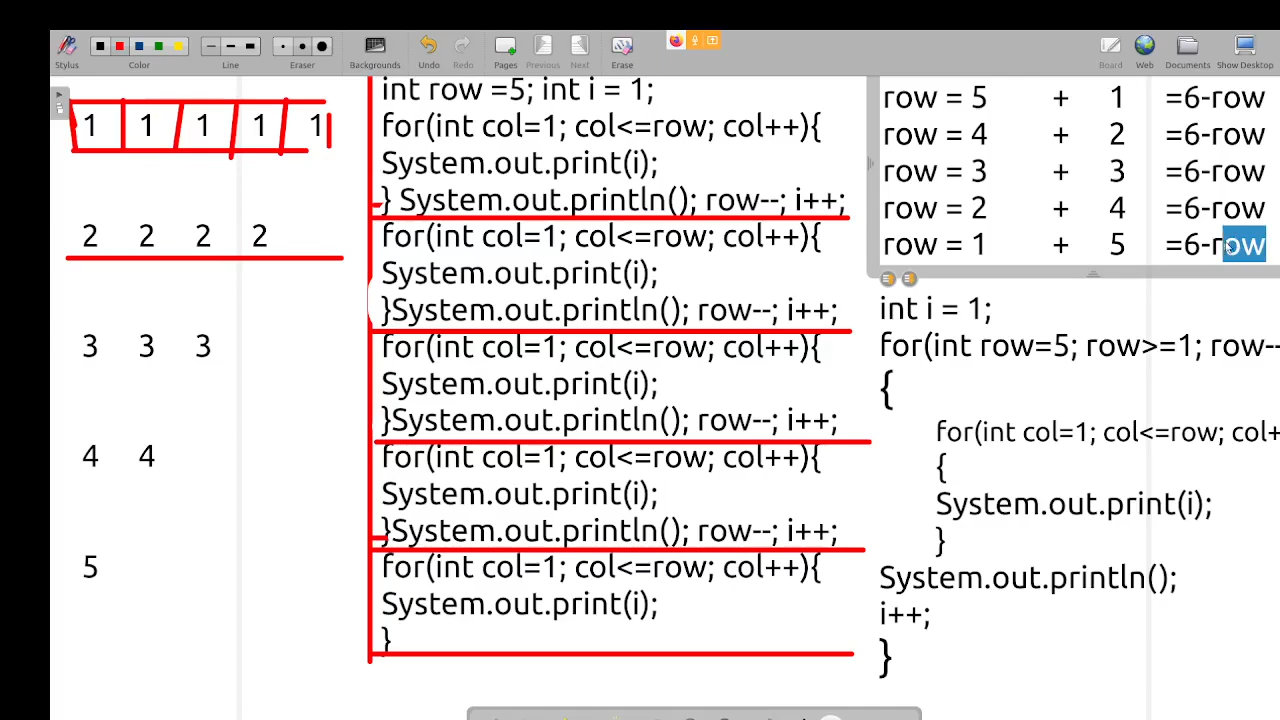 Stylus
Color
Line
Eraser
Backgrounds
Undo
Redo
Pages
Previous
Next
Erase
Board
Web
Documents
Show Desktop
1 1 1 1 1
2 2 2 2
3 3 3
4 4
5
int row =5; int i = 1;
for(int col=1; col<=row; col++){
System.out.print(i);
} System.out.println(); row--; i++;
for(int col=1; col<=row; col++){
System.out.print(i);
}System.out.println(); row--; i++;
for(int col=1; col<=row; col++){
System.out.print(i);
}System.out.println(); row--; i++;
for(int col=1; col<=row; col++){
System.out.print(i);
}System.out.println(); row--; i++;
for(int col=1; col<=row; col++){
System.out.print(i);
}
row = 5 + 1 =6-row
row = 4 + 2 =6-row
row = 3 + 3 =6-row
row = 2 + 4 =6-row
row = 1 + 5 =6-row
int i = 1;
for(int row=5; row>=1; row--
{
for(int col=1; col<=row; col+
{
System.out.print(i);
}
System.out.println();
i++;
}